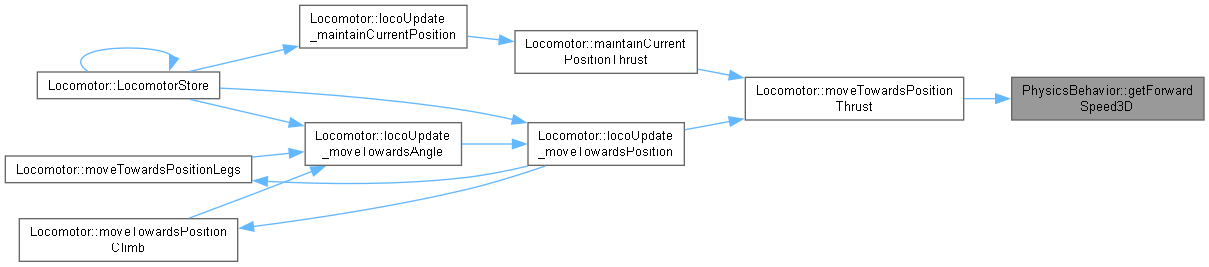 Locomotor::locoUpdate
_maintainCurrentPosition
Locomotor::maintainCurrent
PositionThrust
Locomotor::LocomotorStore
Locomotor::moveTowardsPosition
Thrust
PhysicsBehavior::getForward
Speed3D
Locomotor::locoUpdate
_moveTowardsAngle
Locomotor::locoUpdate
_moveTowardsPosition
Locomotor::moveTowardsPositionLegs
Locomotor::moveTowardsPosition
Climb